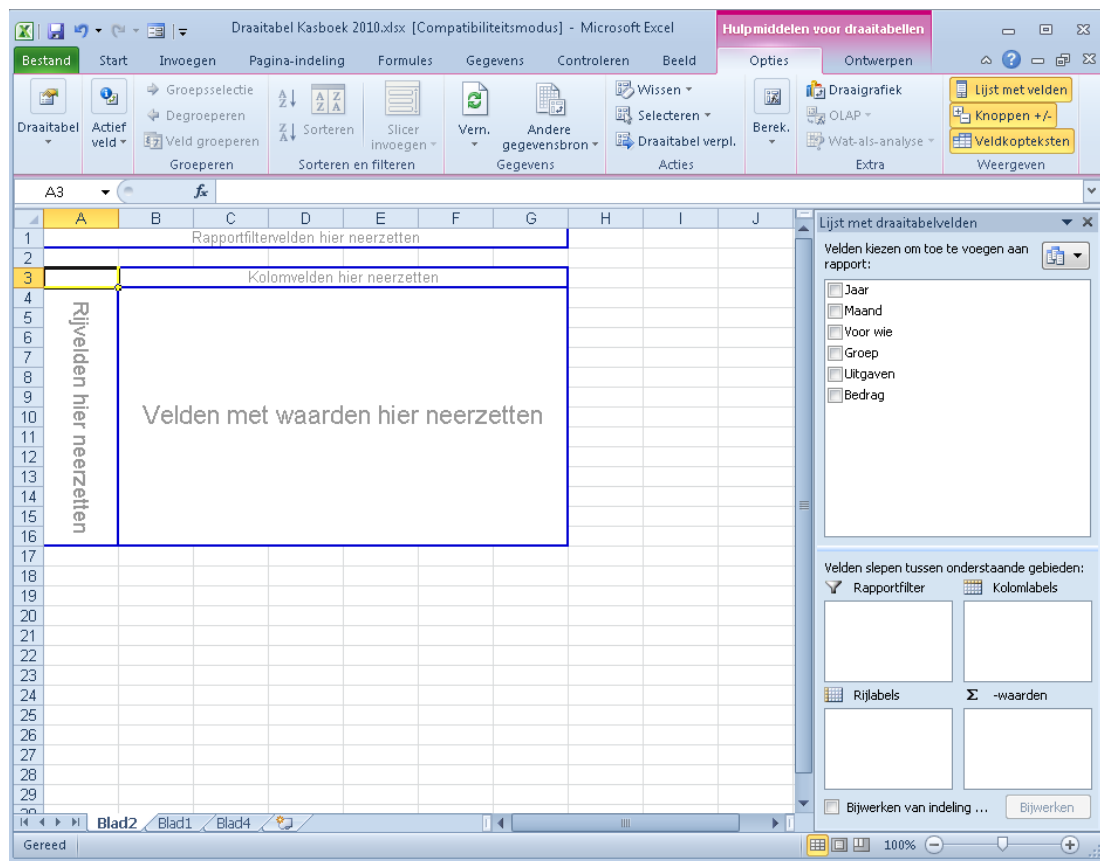 Draaitabel Kasboek 2010.xlsx [Compatibiliteitsmodus] - Microsoft Excel
Hulpmiddelen voor draaitabellen
Bestand Start Invoegen Pagina-indeling Formules Gegevens Controleren Beeld Opties Ontwerpen
Draaitabel
Actief veld
Groepsselectie
Degroeperen
Veld groeperen
Groeperen
Sorteren
Slicer invoegen
Sorteren en filteren
Vern.
Andere gegevensbron
Gegevens
Wissen
Selecteren
Draaitabel verpl.
Acties
Berek.
Draaigrafiek
OLAP
Wat-als-analyse
Extra
Lijst met velden
Knoppen +/-
Veldkopteksten
Weergeven
A3
fx
A B C D E F G H I J
1
2
3
4
5
6
7
8
9
10
11
12
13
14
15
16
17
18
19
20
21
22
23
24
25
26
27
28
29
Rapportfiltervelden hier neerzetten
Kolomvelden hier neerzetten
Rijvelden hier neerzetten
Velden met waarden hier neerzetten
Lijst met draaitabelvelden
Velden kiezen om toe te voegen aan
rapport:
Jaar
Maand
Voor wie
Groep
Uitgaven
Bedrag
Velden slepen tussen onderstaande gebieden:
Rapportfilter
Kolomlabels
Rijlabels
Σ -waarden
Bijwerken van indeling ...
Bijwerken
Blad2 Blad1 Blad4
Gereed
100%